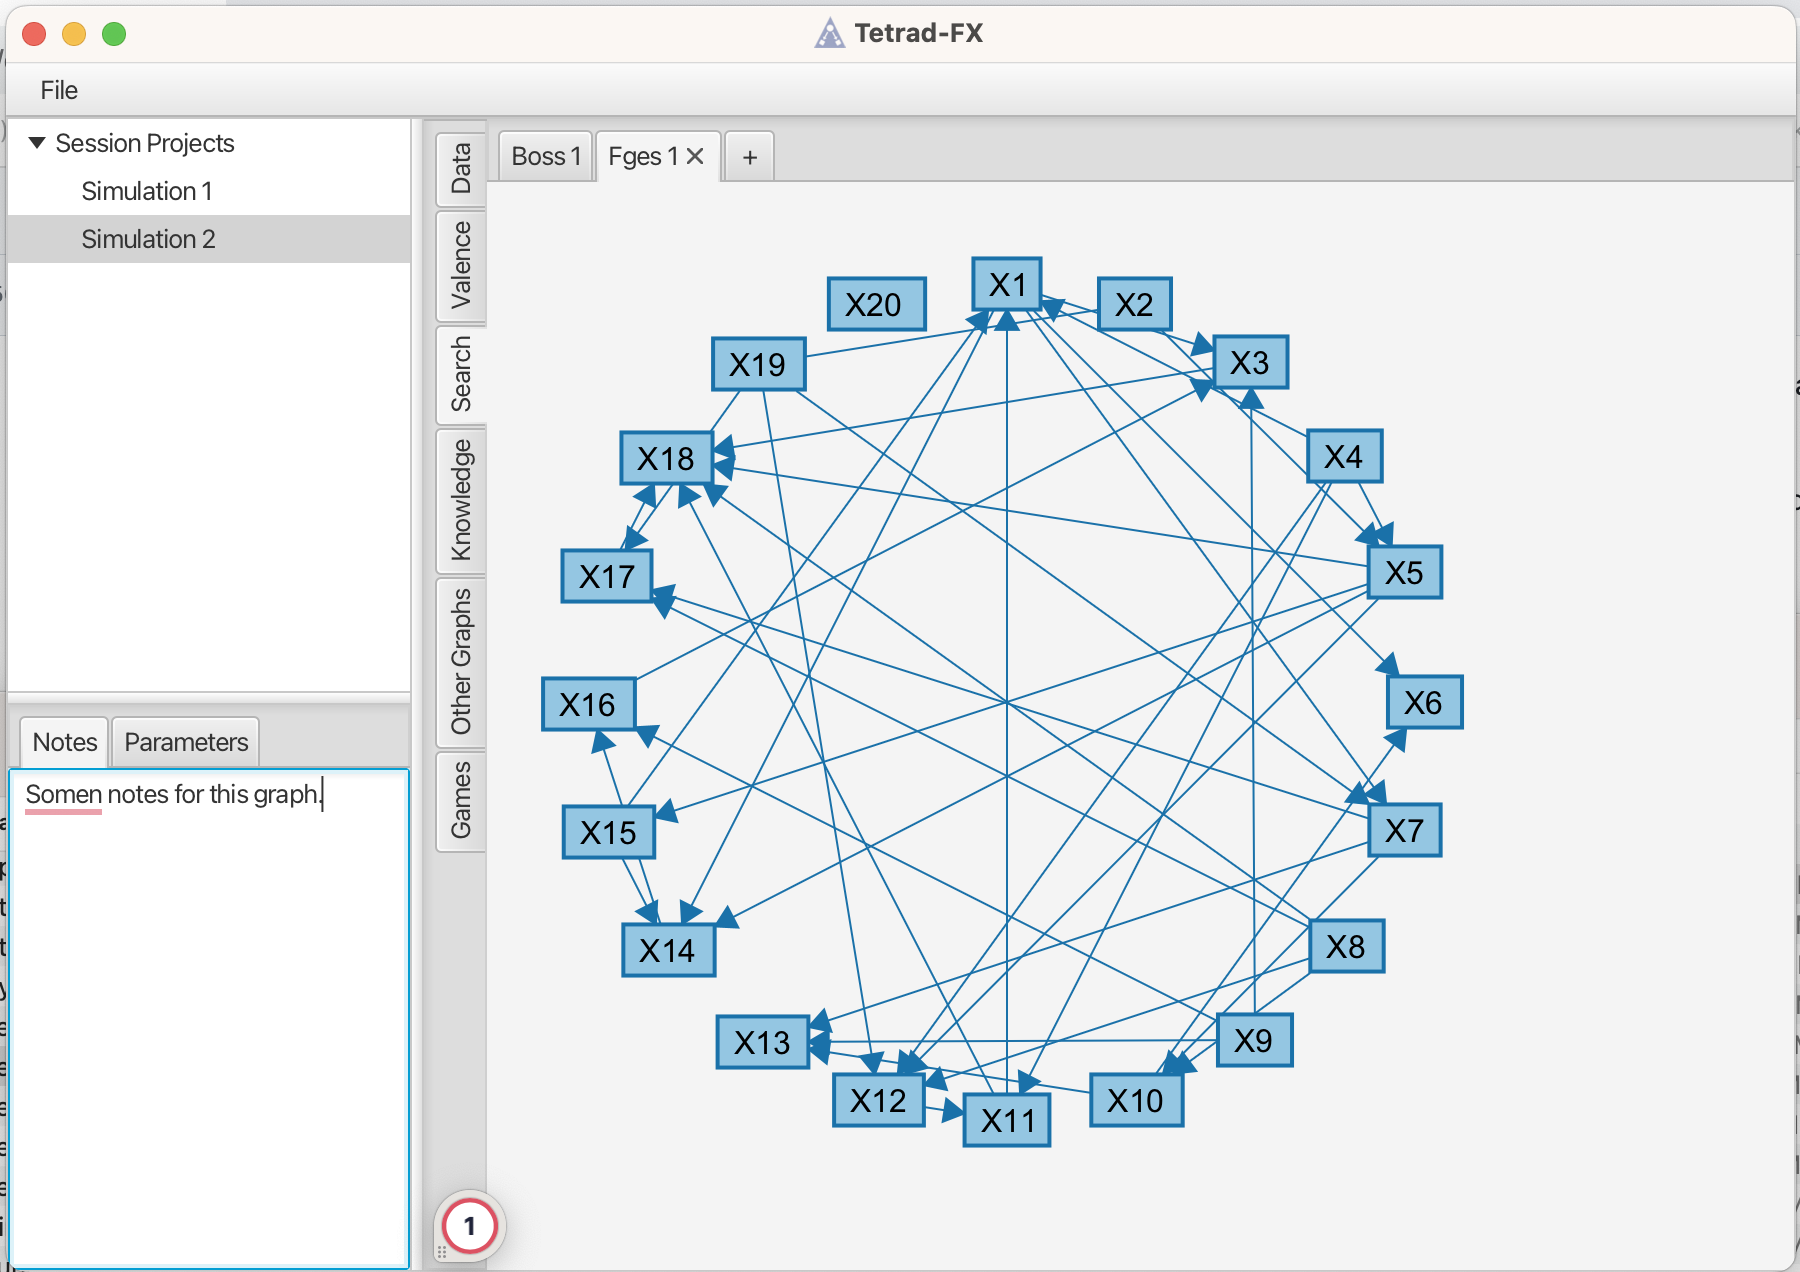 Tetrad-FX
File
Session Projects
Simulation 1
Simulation 2
Notes
Parameters
Somen notes for this graph.
Data
Valence
Search
Knowledge
Other Graphs
Games
1
Boss 1
Fges 1
+
X1
X20
X2
X19
X3
X18
X4
X17
X5
X16
X6
X15
X7
X14
X8
X13
X9
X12
X10
X11